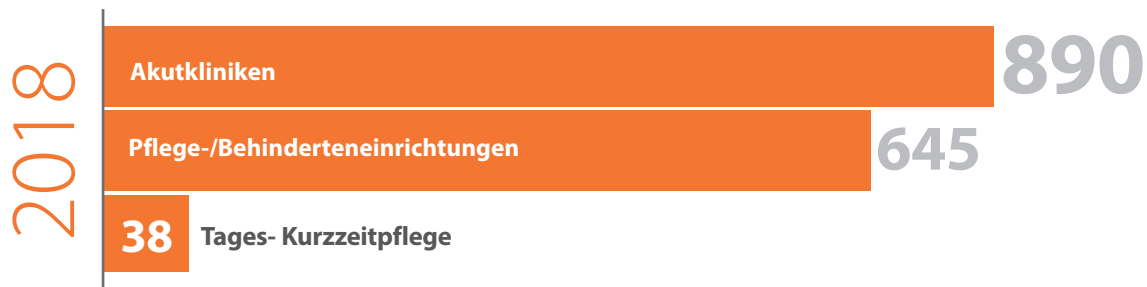 2018
Akutkliniken
890
Pflege-/Behinderteneinrichtungen
645
38
Tages- Kurzzeitpflege